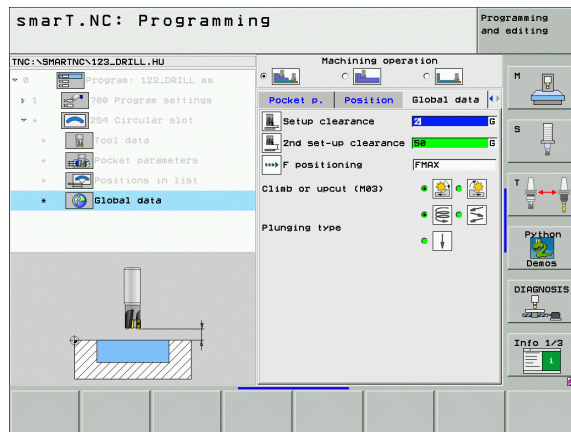 smarT.NC: Programming
Programming
and editing
TNC:\SMARTNC\123_DRILL.HU
0 Program: 123_DRILL mm
1 700 Program settings
* 254 Circular slot
* Tool data
* Pocket parameters
* Positions in list
* Global data
Machining operation
Pocket p. Position Global data
Setup clearance 2 G
2nd set-up clearance 50 G
F positioning FMAX
Climb or upcut (M03)
Plunging type
M
S
T
Python
Demos
DIAGNOSIS
Info 1/3
i